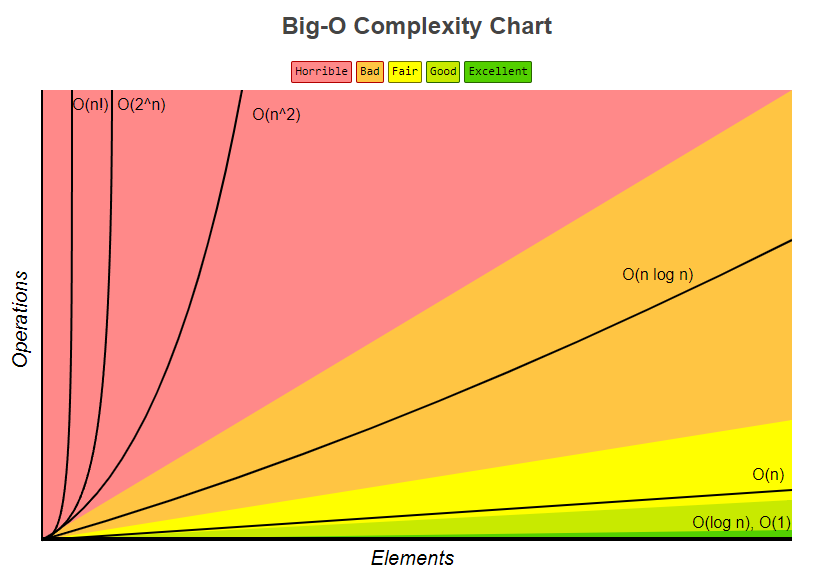 Big-O Complexity Chart
Horrible Bad Fair Good Excellent
O(n!) O(2^n)
O(n^2)
O(n log n)
Operations
O(n)
O(log n), O(1)
Elements